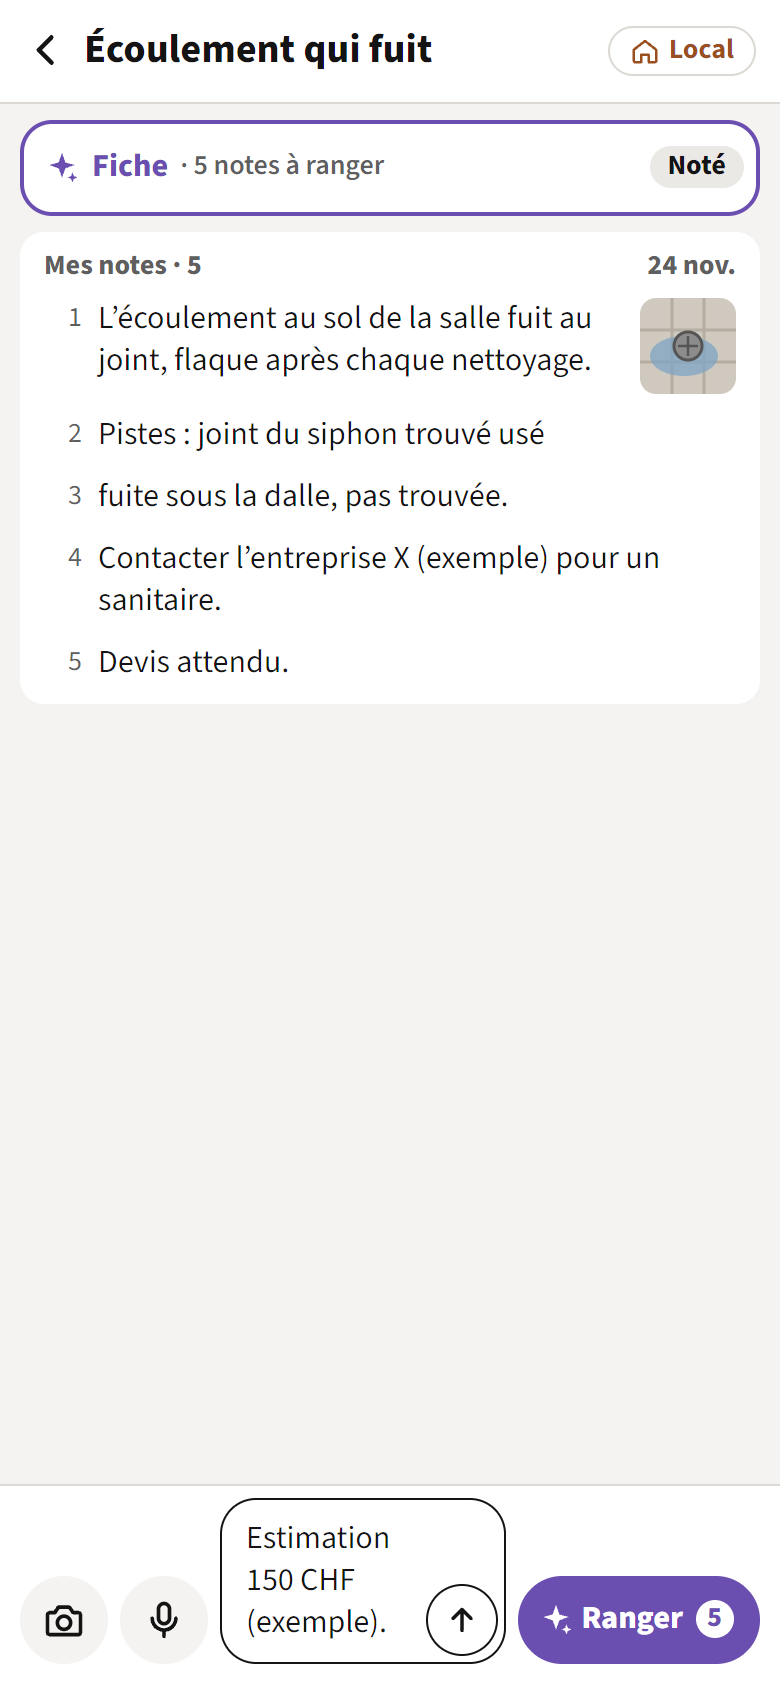 Écoulement qui fuit
Local
Fiche · 5 notes à ranger
Noté
Mes notes · 5
24 nov.
1 L’écoulement au sol de la salle fuit au
joint, flaque après chaque nettoyage.
2 Pistes : joint du siphon trouvé usé
3 fuite sous la dalle, pas trouvée.
4 Contacter l’entreprise X (exemple) pour un
sanitaire.
5 Devis attendu.
Estimation
150 CHF
(exemple).
Ranger 5